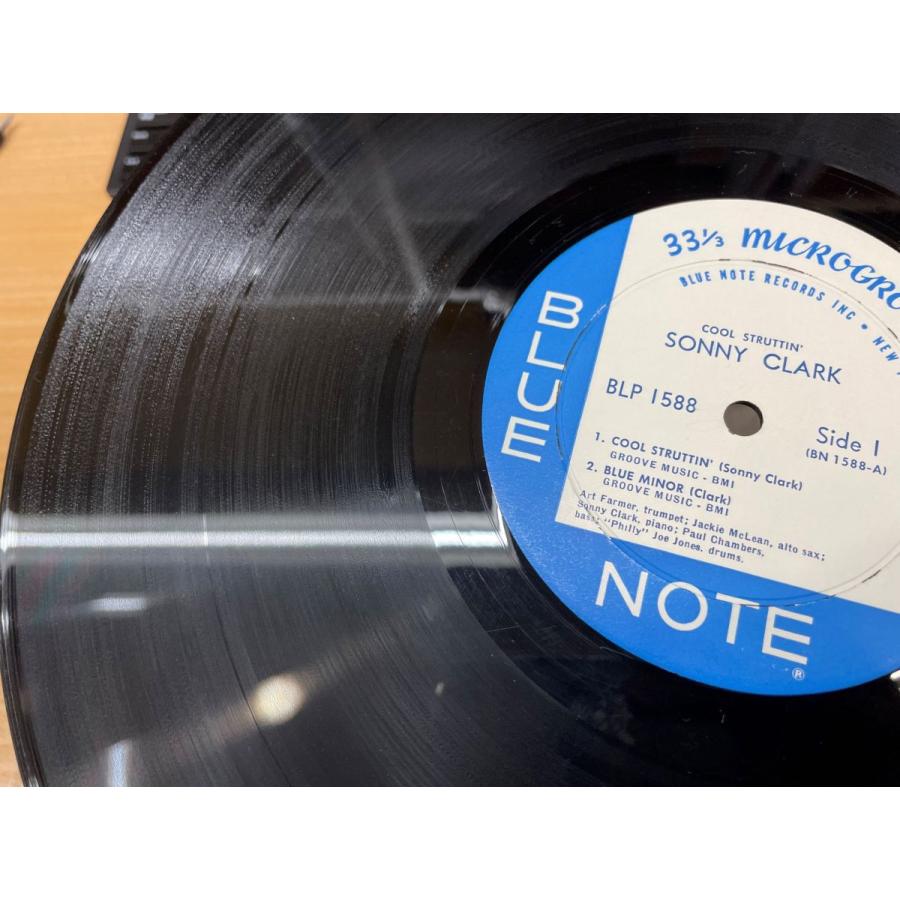 33⅓ MICROGRO
BLUE NOTE RECORDS INC • NEW
COOL STRUTTIN'
SONNY CLARK
BLP 1588
Side 1
(BN 1588-A)
1. COOL STRUTTIN' (Sonny Clark)
GROOVE MUSIC - BMI
2. BLUE MINOR (Clark)
GROOVE MUSIC - BMI
Art Farmer, trumpet; Jackie McLean, alto sax;
Sonny Clark, piano; Paul Chambers,
bass; "Philly" Joe Jones, drums.
BLUE
NOTE
®